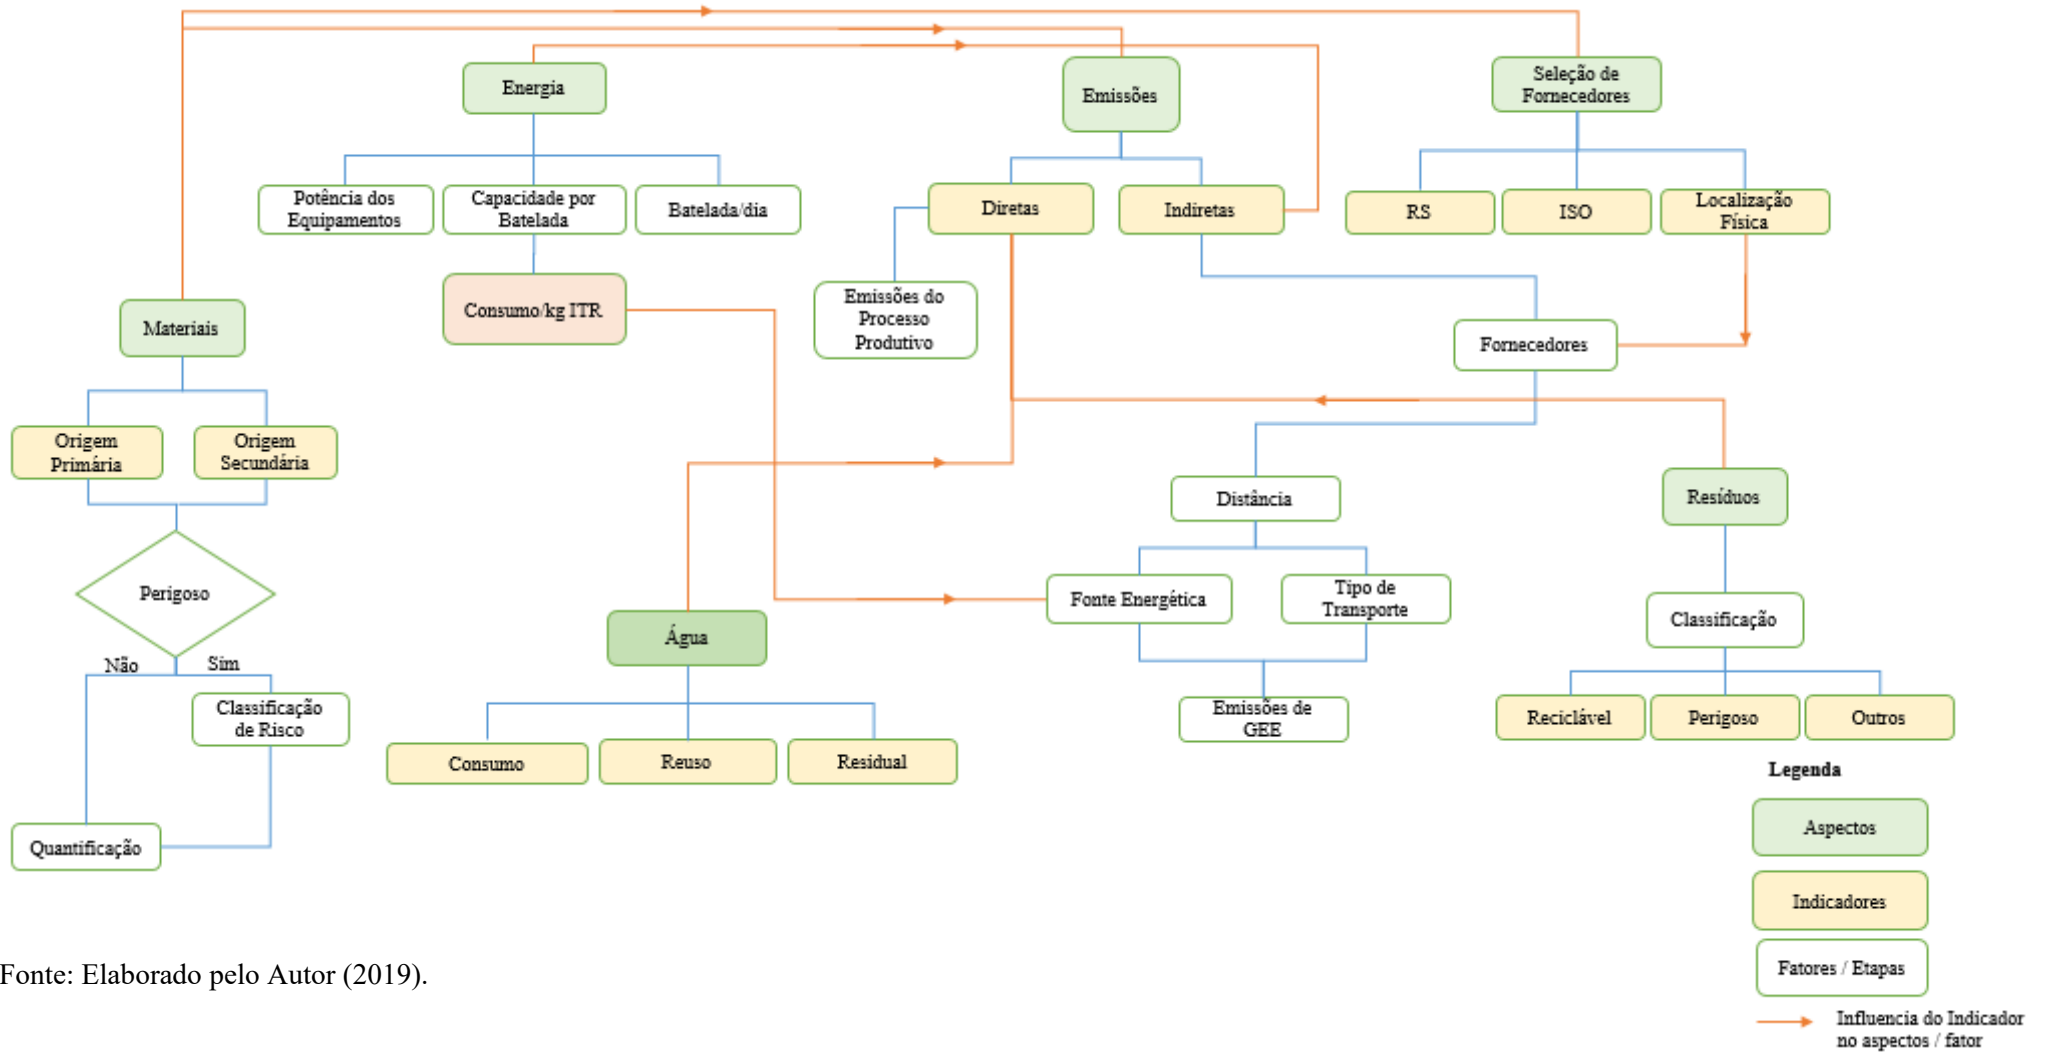 Energia
Emissões
Seleção de
Fornecedores
Potência dos
Equipamentos
Capacidade por
Batelada
Batelada/dia
Diretas
Indiretas
RS
ISO
Localização
Física
Consumo/kg ITR
Emissões do
Processo
Produtivo
Materiais
Fornecedores
Origem
Primária
Origem
Secundária
Distância
Resíduos
Perigoso
Fonte Energética
Tipo de
Transporte
Classificação
Água
Não
Sim
Classificação
de Risco
Emissões de
GEE
Reciclável
Perigoso
Outros
Consumo
Reuso
Residual
Quantificação
Legenda
Aspectos
Indicadores
Fatores / Etapas
Influencia do Indicador
no aspectos / fator
Fonte: Elaborado pelo Autor (2019).